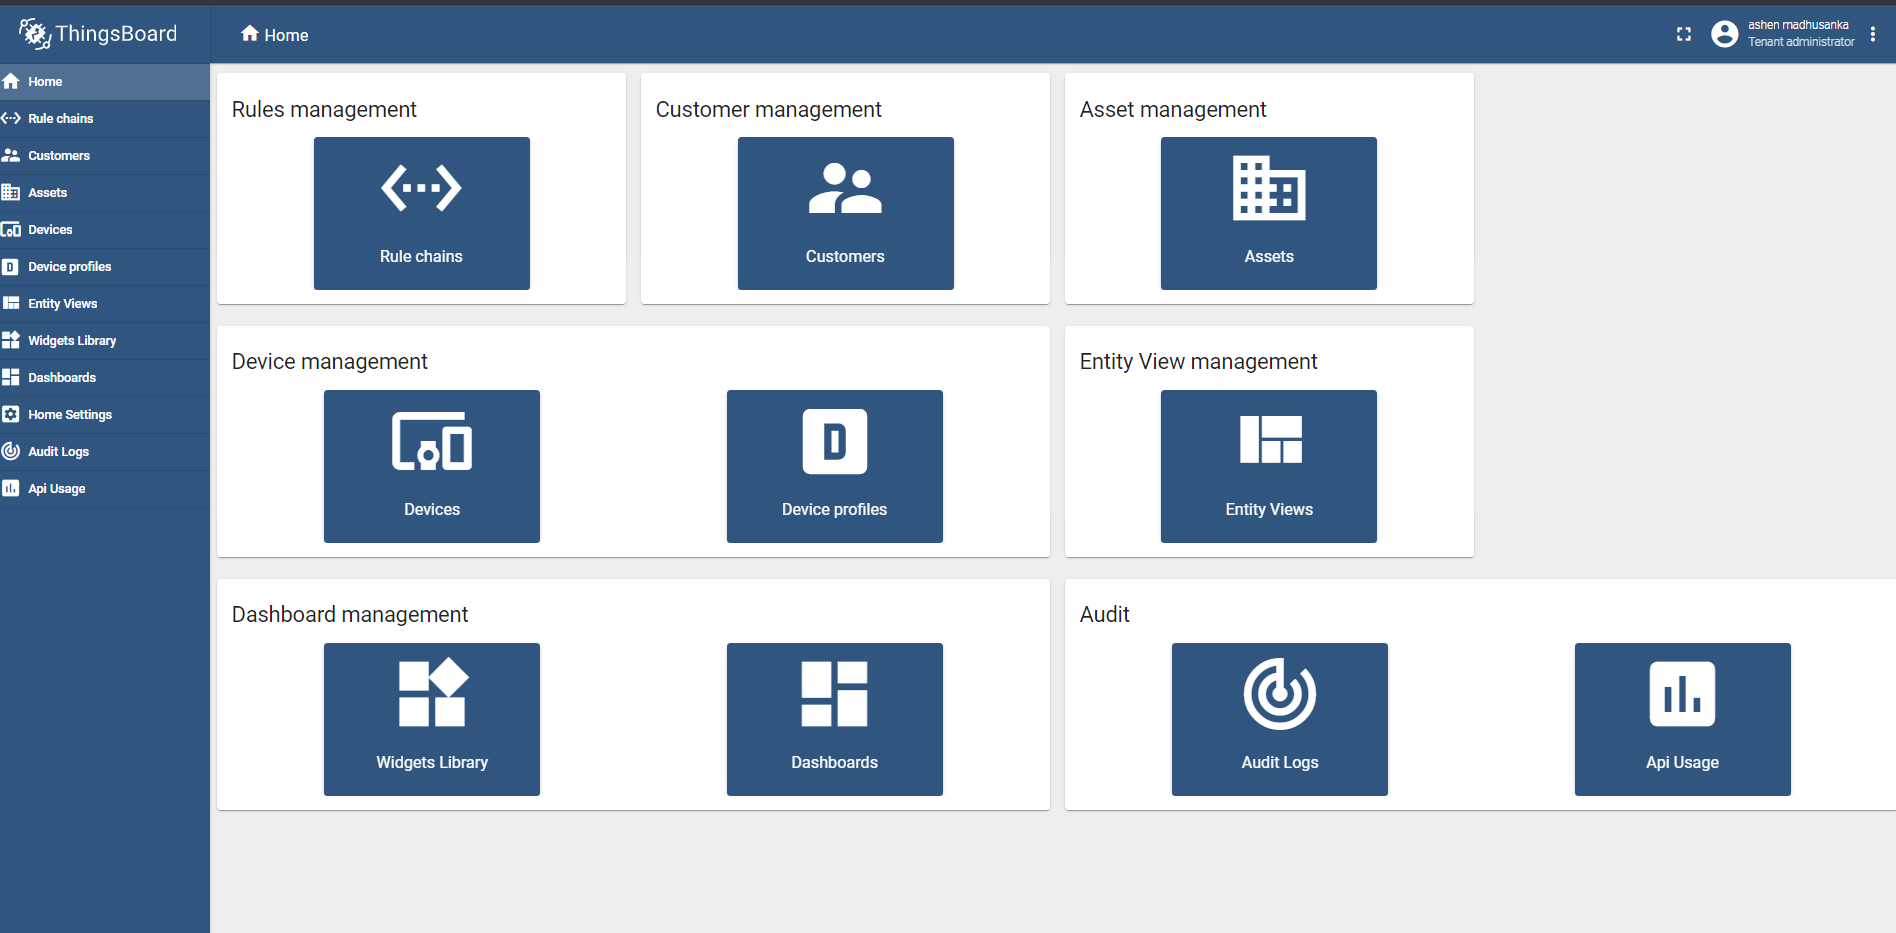 ThingsBoard
Home
ashen madhusanka
Tenant administrator
Home
Rule chains
Customers
Assets
Devices
Device profiles
Entity Views
Widgets Library
Dashboards
Home Settings
Audit Logs
Api Usage
Rules management
Rule chains
Customer management
Customers
Asset management
Assets
Device management
Devices
D
Device profiles
Entity View management
Entity Views
Dashboard management
Widgets Library
Dashboards
Audit
Audit Logs
Api Usage